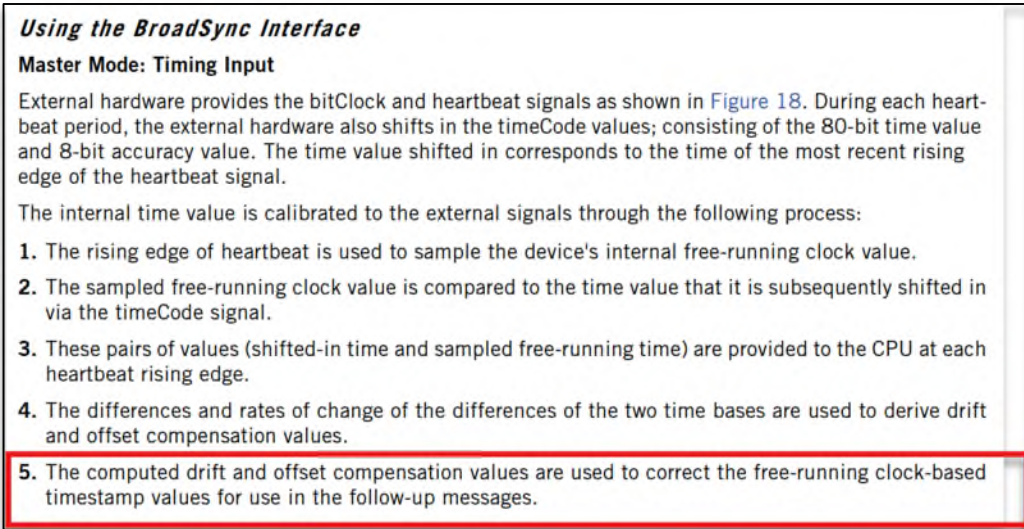 Using the BroadSync Interface
Master Mode: Timing Input
External hardware provides the bitClock and heartbeat signals as shown in Figure 18. During each heart-
beat period, the external hardware also shifts in the timeCode values; consisting of the 80-bit time value
and 8-bit accuracy value. The time value shifted in corresponds to the time of the most recent rising
edge of the heartbeat signal.
The internal time value is calibrated to the external signals through the following process:
1. The rising edge of heartbeat is used to sample the device's internal free-running clock value.
2. The sampled free-running clock value is compared to the time value that it is subsequently shifted in
via the timeCode signal.
3. These pairs of values (shifted-in time and sampled free-running time) are provided to the CPU at each
heartbeat rising edge.
4. The differences and rates of change of the differences of the two time bases are used to derive drift
and offset compensation values.
5. The computed drift and offset compensation values are used to correct the free-running clock-based
timestamp values for use in the follow-up messages.